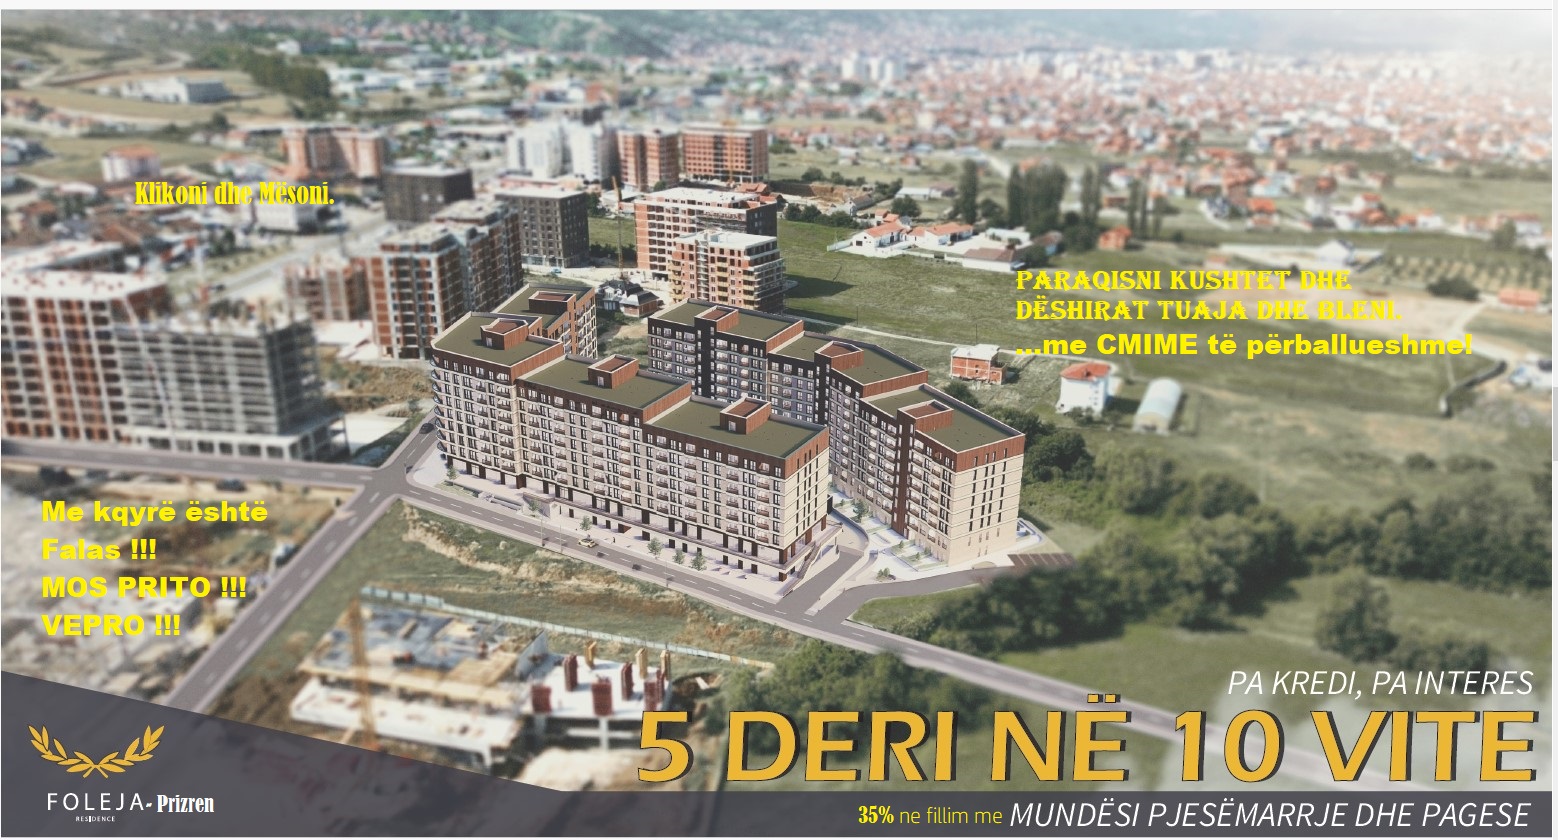 Klikoni dhe Mësoni.
PARAQISNI KUSHTET DHE
DËSHIRAT TUAJA DHE BLENI.
...me CMIME të përballueshme!
Me kqyrë është
Falas !!!
MOS PRITO !!!
VEPRO !!!
PA KREDI, PA INTERES
5 DERI NË 10 VITE
35% ne fillim me MUNDËSI PJESËMARRJE DHE PAGESE
FOLEJA - Prizren
RESIDENCE